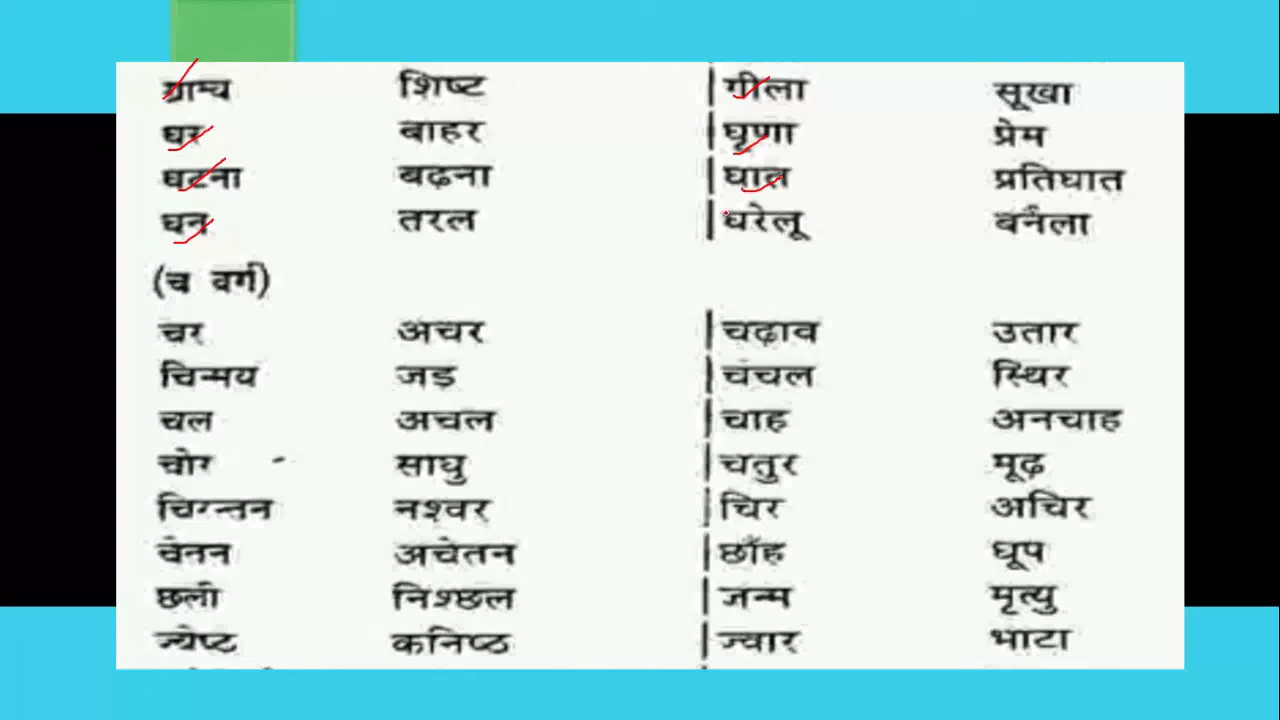 ग्राम्य शिष्ट | गीला सूखा
घर बाहर | घृणा प्रेम
घटना बढ़ना | घात प्रतिघात
घन तरल | घरेलू बनैला
(च वर्ग)
चर अचर | चढ़ाव उतार
चिन्मय जड़ | चंचल स्थिर
चल अचल | चाह अनचाह
चोर - साधु | चतुर मूढ़
चिरन्तन नश्वर | चिर अचिर
चेतन अचेतन | छाँह धूप
छली निश्छल | जन्म मृत्यु
ज्येष्ठ कनिष्ठ | ज्वार भाटा